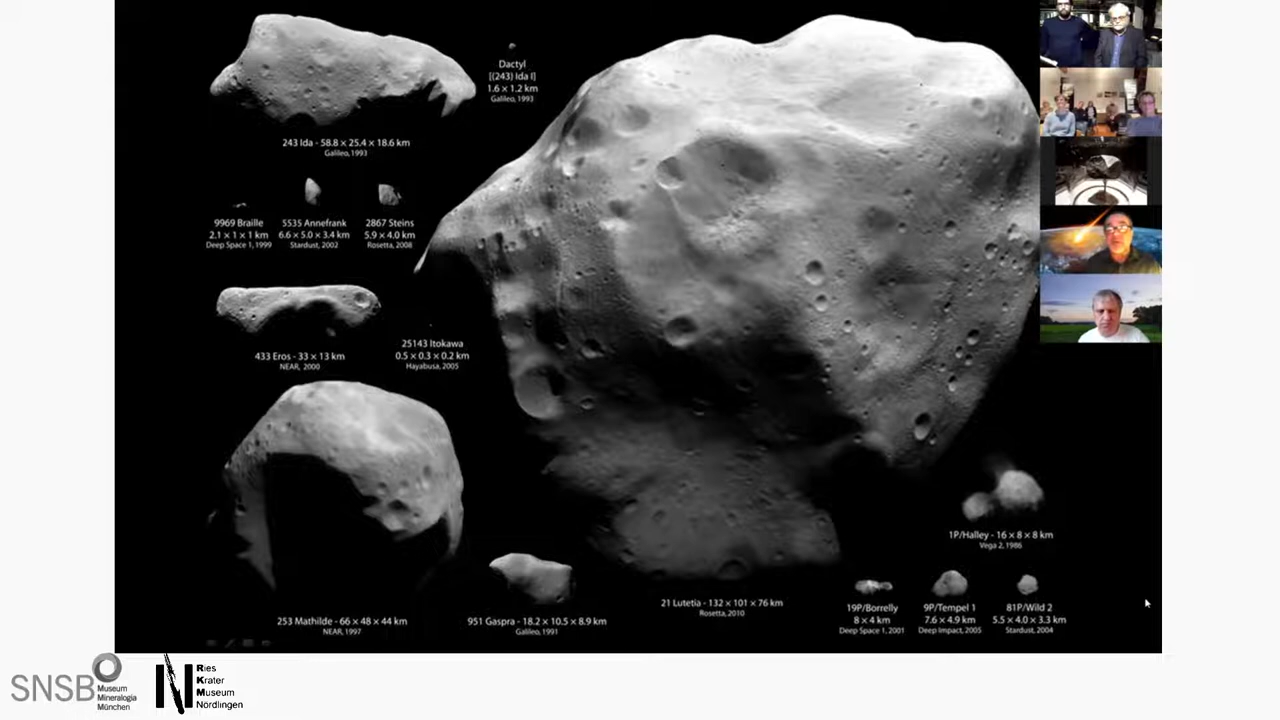 Dactyl
[(243) Ida I]
1.6 × 1.2 km
Galileo, 1993
243 Ida - 58.8 × 25.4 × 18.6 km
Galileo, 1993
9969 Braille
2.1 × 1 × 1 km
Deep Space 1, 1999
5535 Annefrank
6.6 × 5.0 × 3.4 km
Stardust, 2002
2867 Steins
5.9 × 4.0 km
Rosetta, 2008
433 Eros - 33 × 13 km
NEAR, 2000
25143 Itokawa
0.5 × 0.3 × 0.2 km
Hayabusa, 2005
253 Mathilde - 66 × 48 × 44 km
NEAR, 1997
951 Gaspra - 18.2 × 10.5 × 8.9 km
Galileo, 1991
21 Lutetia - 132 × 101 × 76 km
Rosetta, 2010
1P/Halley - 16 × 8 × 8 km
Vega 2, 1986
19P/Borrelly
8 × 4 km
Deep Space 1, 2001
9P/Tempel 1
7.6 × 4.9 km
Deep Impact, 2005
81P/Wild 2
5.5 × 4.0 × 3.3 km
Stardust, 2004
SNSB
Museum
Mineralogia
München
N
Ries
Krater
Museum
Nördlingen